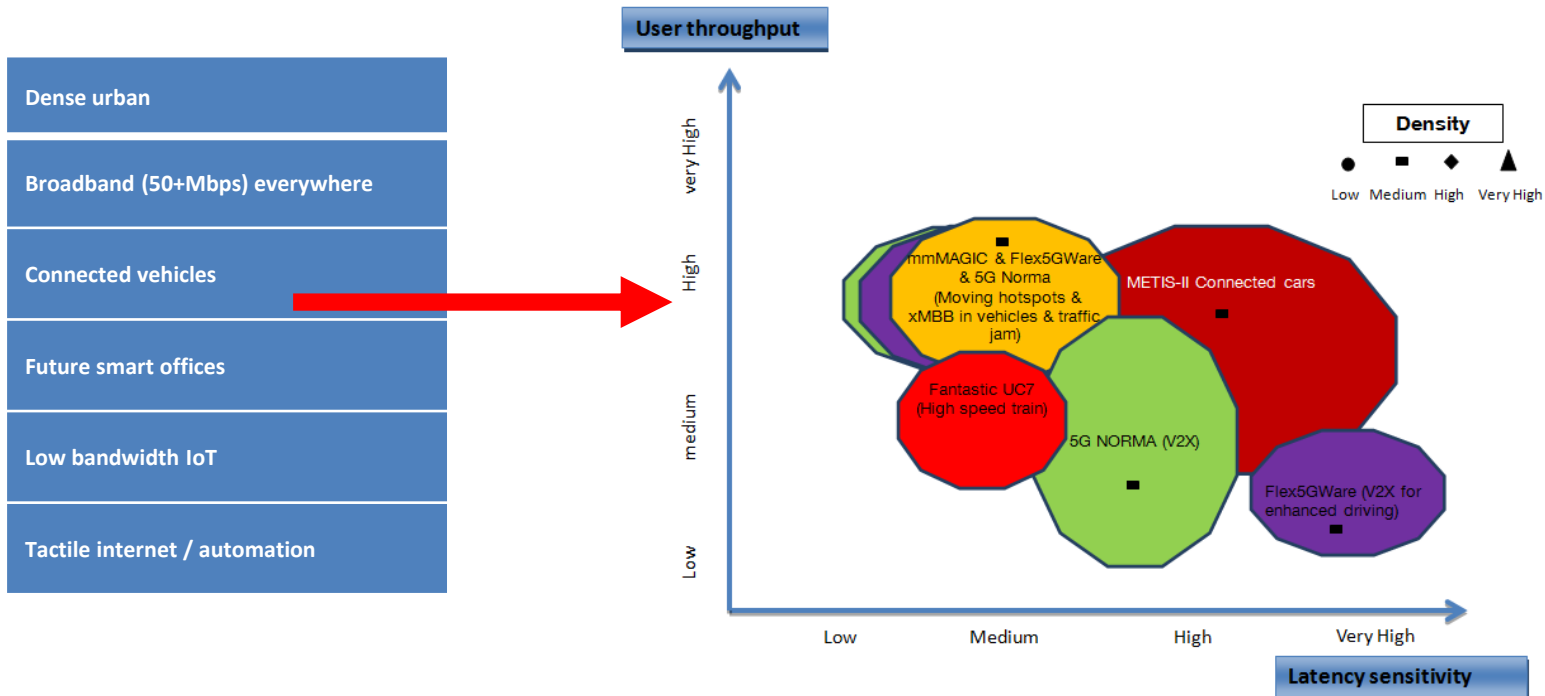 Dense urban
Broadband (50+Mbps) everywhere
Connected vehicles
Future smart offices
Low bandwidth IoT
Tactile internet / automation
User throughput
very High
High
medium
Low
Density
Low Medium High Very High
mmMAGIC & Flex5GWare
& 5G Norma
(Moving hotspots &
xMBB in vehicles & traffic
jam)
METIS-II Connected cars
Fantastic UC7
(High speed train)
5G NORMA (V2X)
Flex5GWare (V2X for
enhanced driving)
Low Medium High Very High
Latency sensitivity